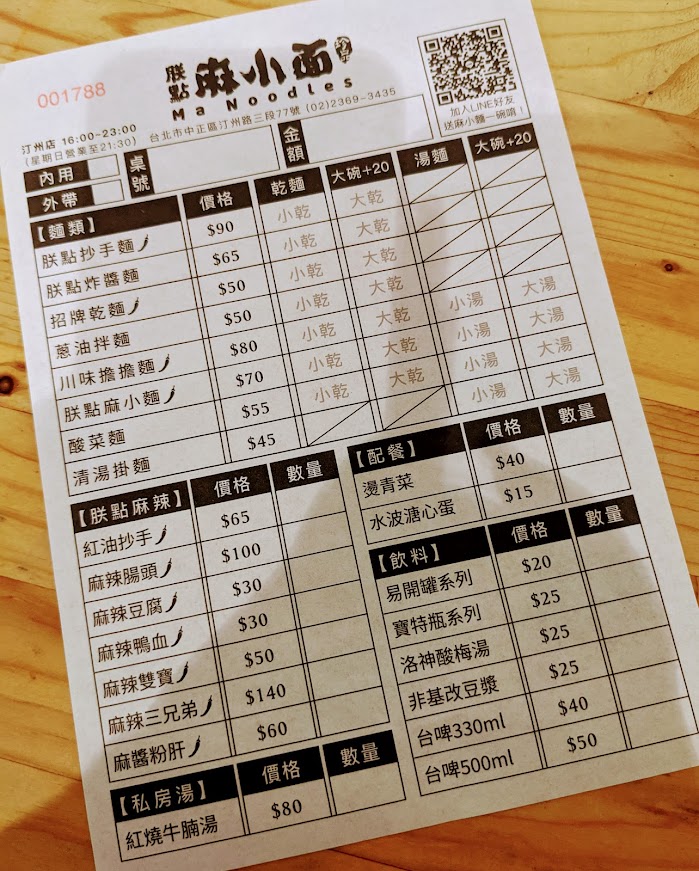 001788
朕點 麻小面
Ma Noodles
汀州店 16:00-23:00
(星期日營業至21:30)
台北市中正區汀州路三段77號 (02)2369-3435
加入LINE好友
送麻小麵一碗唷!
內用
外帶
桌號
金額
【麵類】 價格 乾麵 大碗+20 湯麵 大碗+20
朕點抄手麵 $90 小乾 大乾
朕點炸醬麵 $65 小乾 大乾
招牌乾麵 $50 小乾 大乾
蔥油拌麵 $50 小乾 大乾
川味擔擔麵 $80 小乾 大乾 小湯 大湯
朕點麻小麵 $70 小乾 大乾 小湯 大湯
酸菜麵 $55 小乾 大乾 小湯 大湯
清湯掛麵 $45 小湯 大湯
【朕點麻辣】 價格 數量
紅油抄手 $65
麻辣腸頭 $100
麻辣豆腐 $30
麻辣鴨血 $30
麻辣雙寶 $50
麻辣三兄弟 $140
麻醬粉肝 $60
【私房湯】 價格 數量
紅燒牛腩湯 $80
【配餐】 價格 數量
燙青菜 $40
水波溏心蛋 $15
【飲料】 價格 數量
易開罐系列 $20
寶特瓶系列 $25
洛神酸梅湯 $25
非基改豆漿 $25
台啤330ml $40
台啤500ml $50